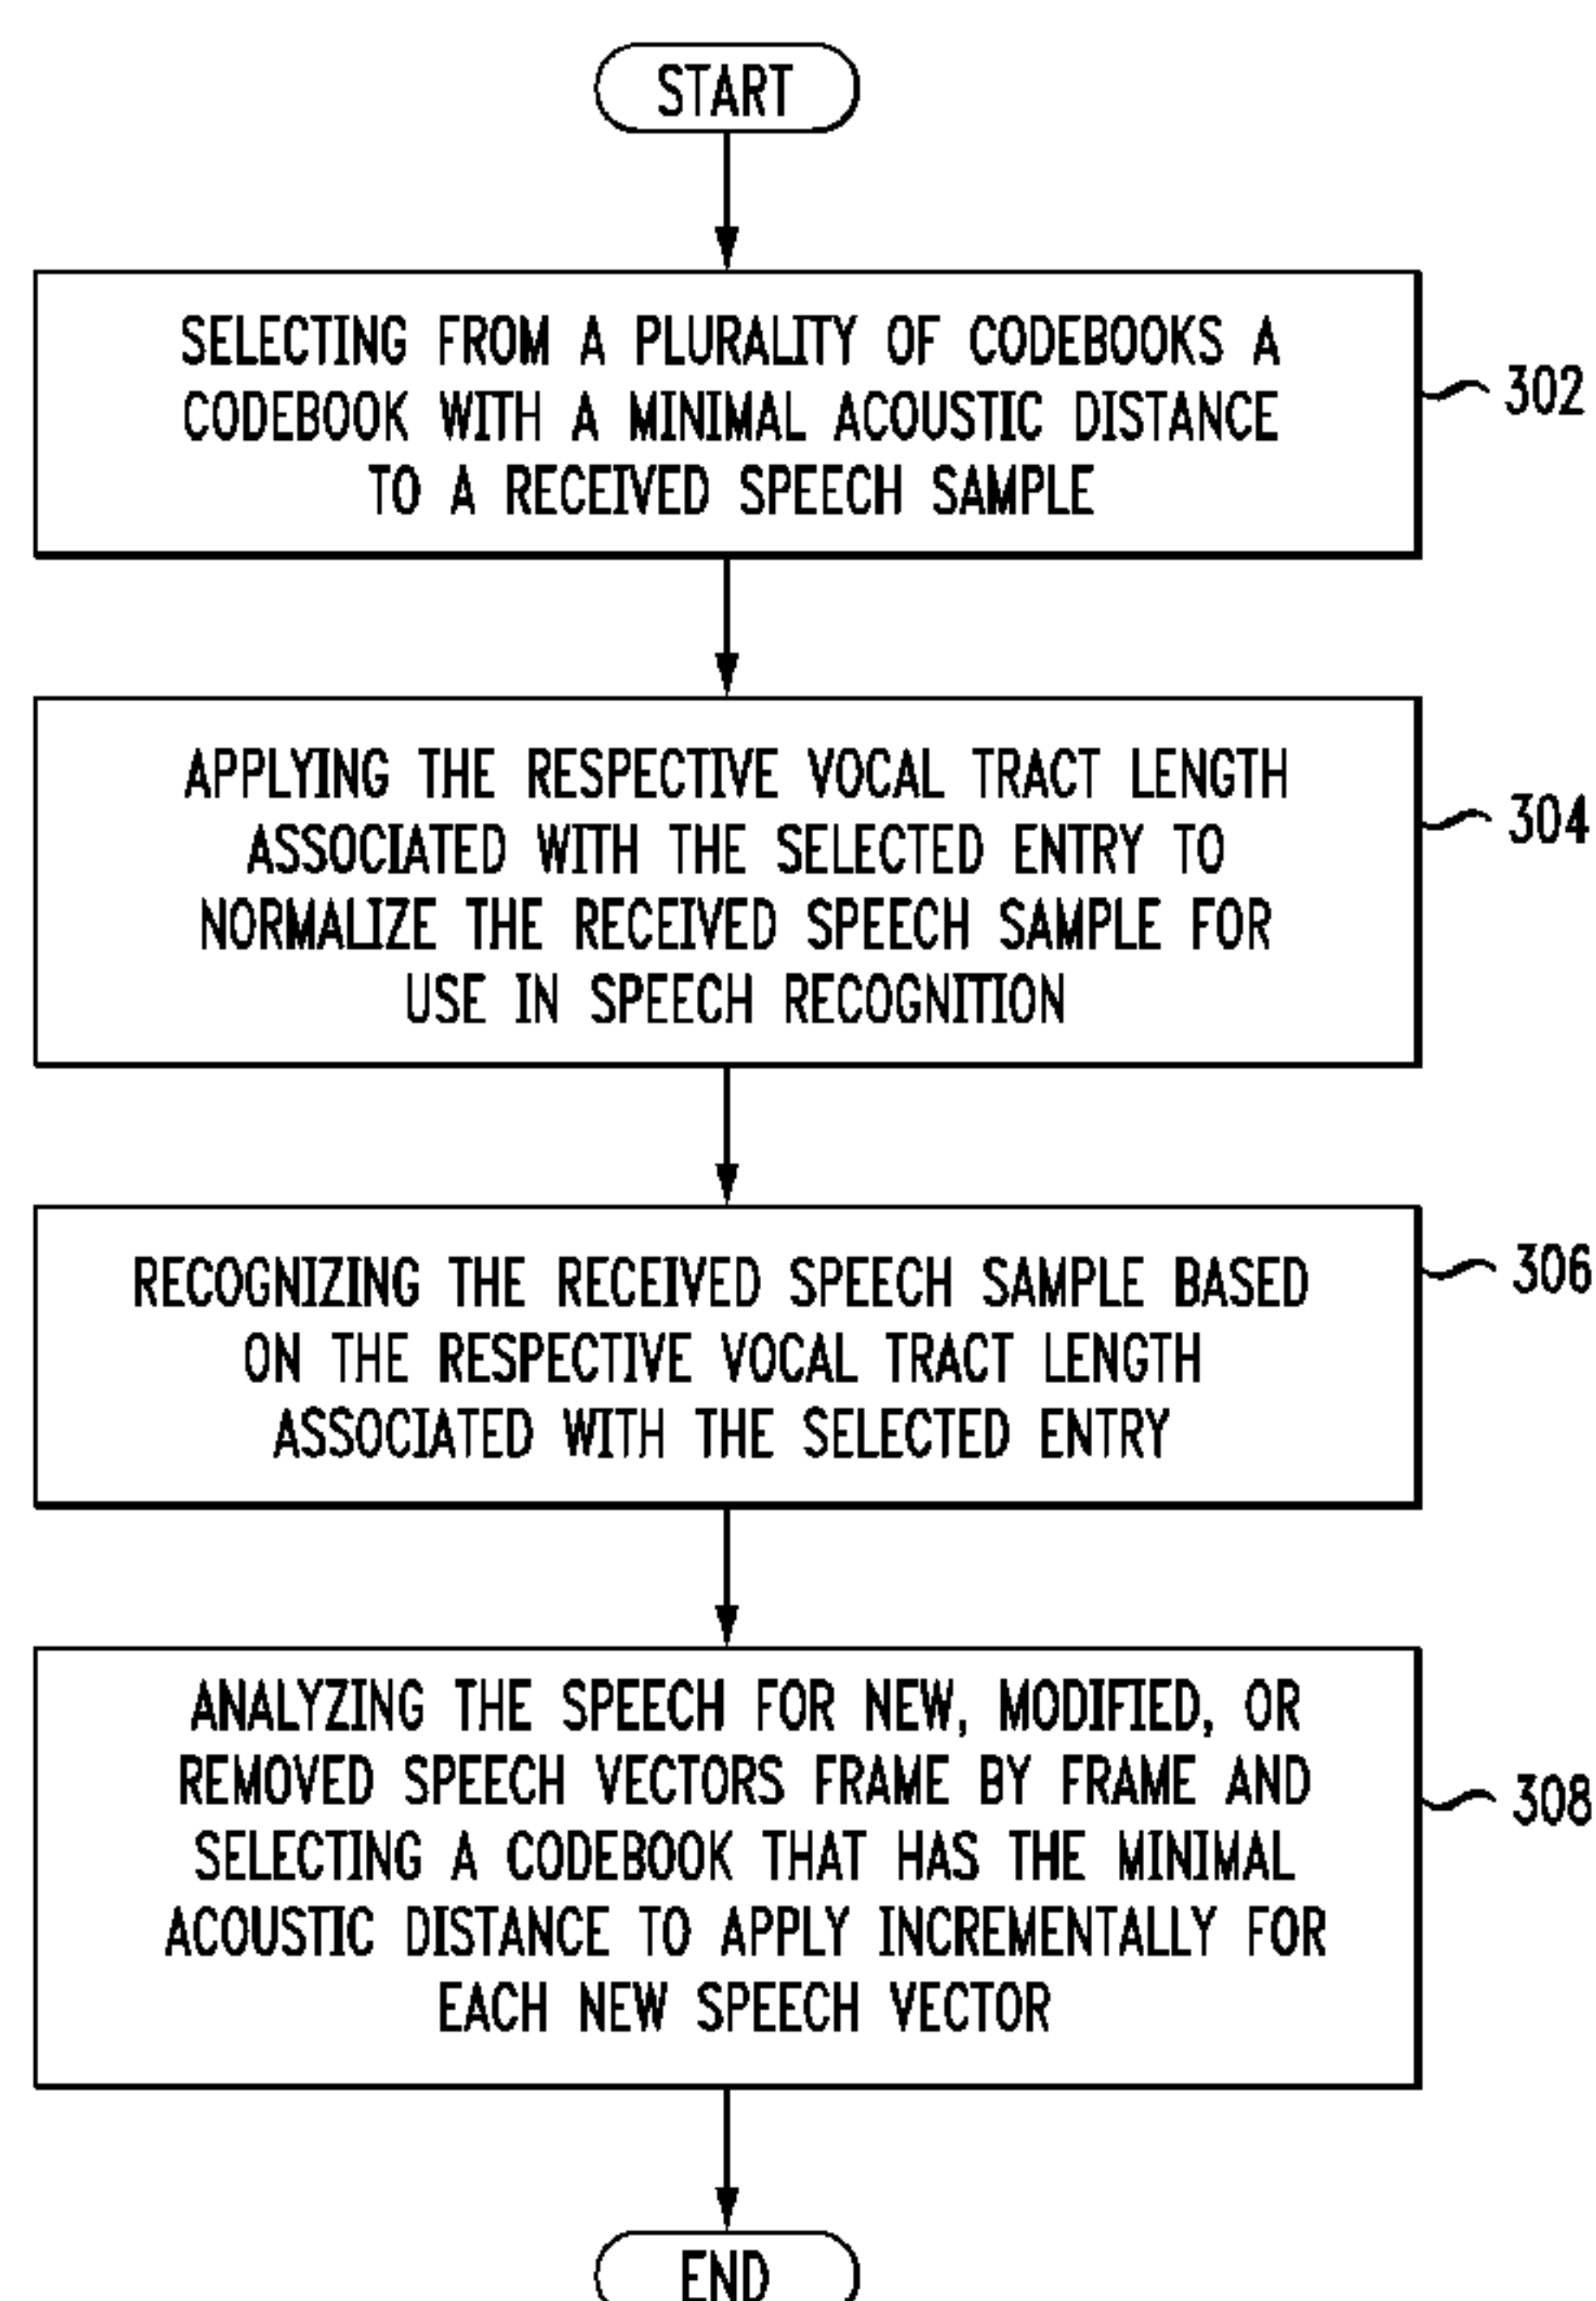 START
SELECTING FROM A PLURALITY OF CODEBOOKS A
CODEBOOK WITH A MINIMAL ACOUSTIC DISTANCE
TO A RECEIVED SPEECH SAMPLE
302
APPLYING THE RESPECTIVE VOCAL TRACT LENGTH
ASSOCIATED WITH THE SELECTED ENTRY TO
NORMALIZE THE RECEIVED SPEECH SAMPLE FOR
USE IN SPEECH RECOGNITION
304
RECOGNIZING THE RECEIVED SPEECH SAMPLE BASED
ON THE RESPECTIVE VOCAL TRACT LENGTH
ASSOCIATED WITH THE SELECTED ENTRY
306
ANALYZING THE SPEECH FOR NEW, MODIFIED, OR
REMOVED SPEECH VECTORS FRAME BY FRAME AND
SELECTING A CODEBOOK THAT HAS THE MINIMAL
ACOUSTIC DISTANCE TO APPLY INCREMENTALLY FOR
EACH NEW SPEECH VECTOR
308
END